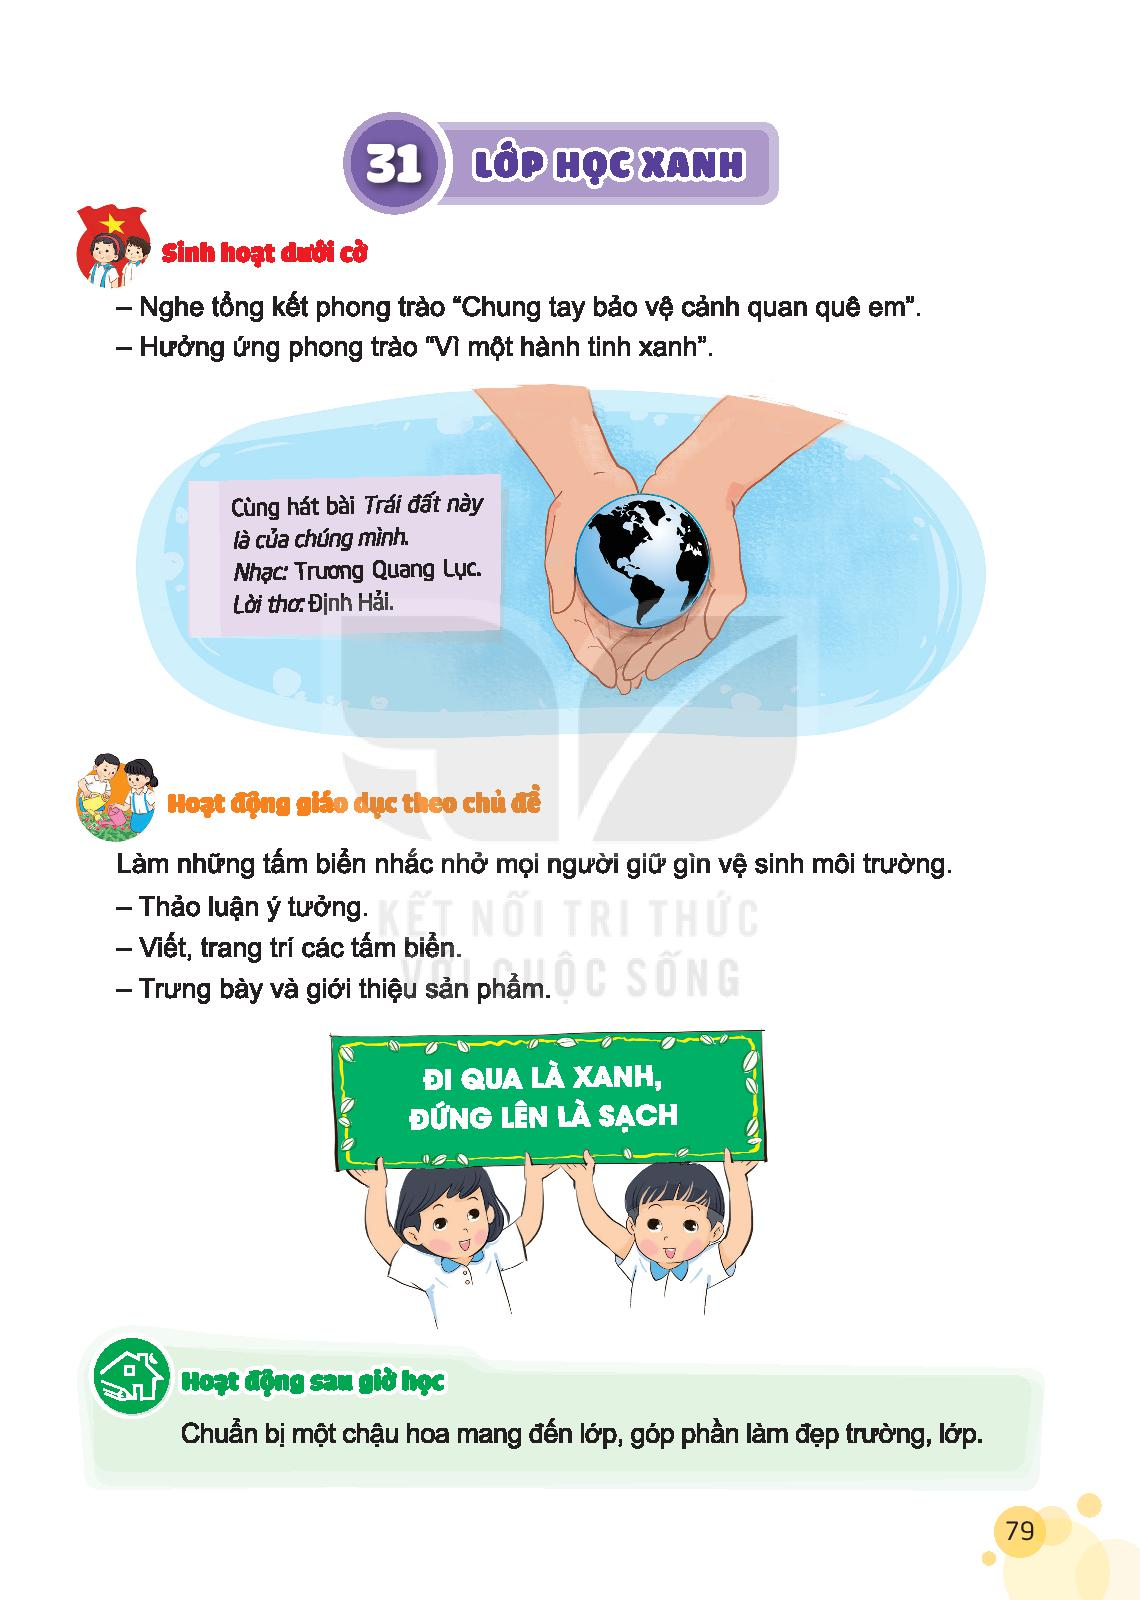 31
LỚP HỌC XANH
Sinh hoạt dưới cờ
– Nghe tổng kết phong trào “Chung tay bảo vệ cảnh quan quê em”.
– Hưởng ứng phong trào “Vì một hành tinh xanh”.
Cùng hát bài Trái đất này
là của chúng mình.
Nhạc: Trương Quang Lục.
Lời thơ: Định Hải.
Hoạt động giáo dục theo chủ đề
Làm những tấm biển nhắc nhở mọi người giữ gìn vệ sinh môi trường.
– Thảo luận ý tưởng.
– Viết, trang trí các tấm biển.
– Trưng bày và giới thiệu sản phẩm.
KẾT NỐI TRI THỨC
VỚI CUỘC SỐNG
ĐI QUA LÀ XANH,
ĐỨNG LÊN LÀ SẠCH
Hoạt động sau giờ học
Chuẩn bị một chậu hoa mang đến lớp, góp phần làm đẹp trường, lớp.
79